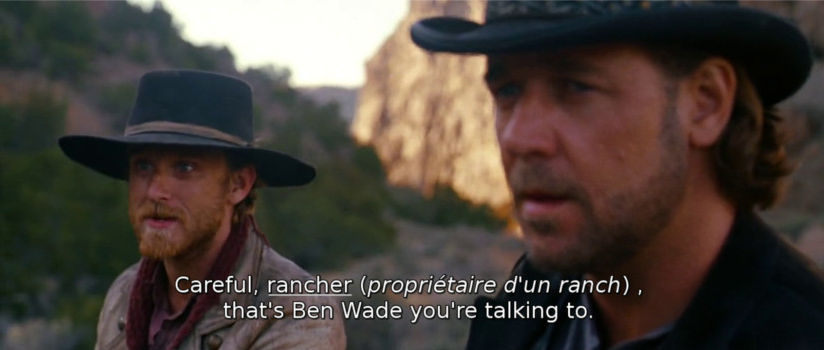 Careful, rancher (propriétaire d'un ranch) ,
that's Ben Wade you're talking to.